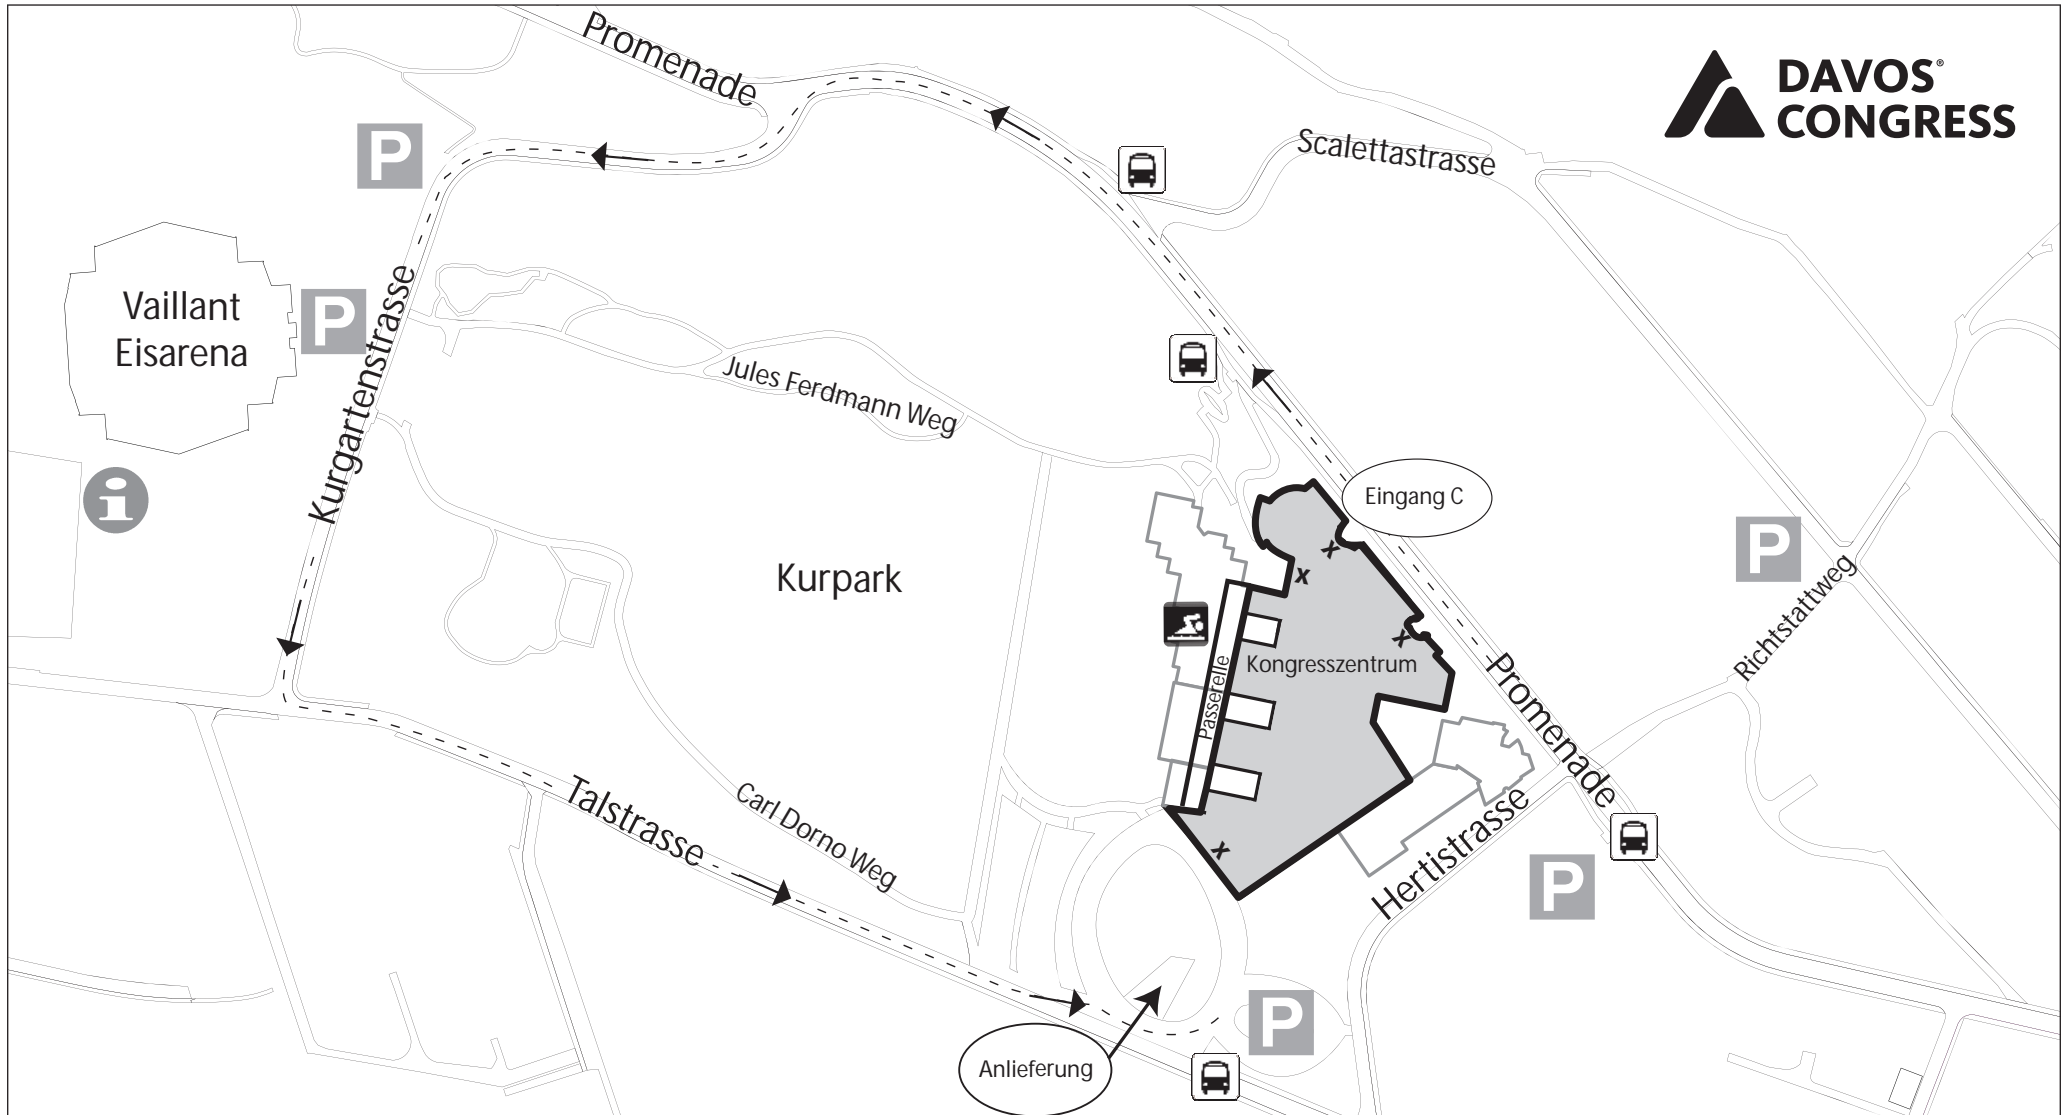 Promenade
DAVOS®
CONGRESS
P
Scalettastrasse
Vaillant
Eisarena
P
Kurgartenstrasse
Jules Ferdmann Weg
i
Eingang C
x
x
P
Kurpark
Richtstattweg
x
Kongresszentrum
Passerelle
Promenade
Talstrasse
Carl Dorno Weg
Hertistrasse
x
P
P
Anlieferung